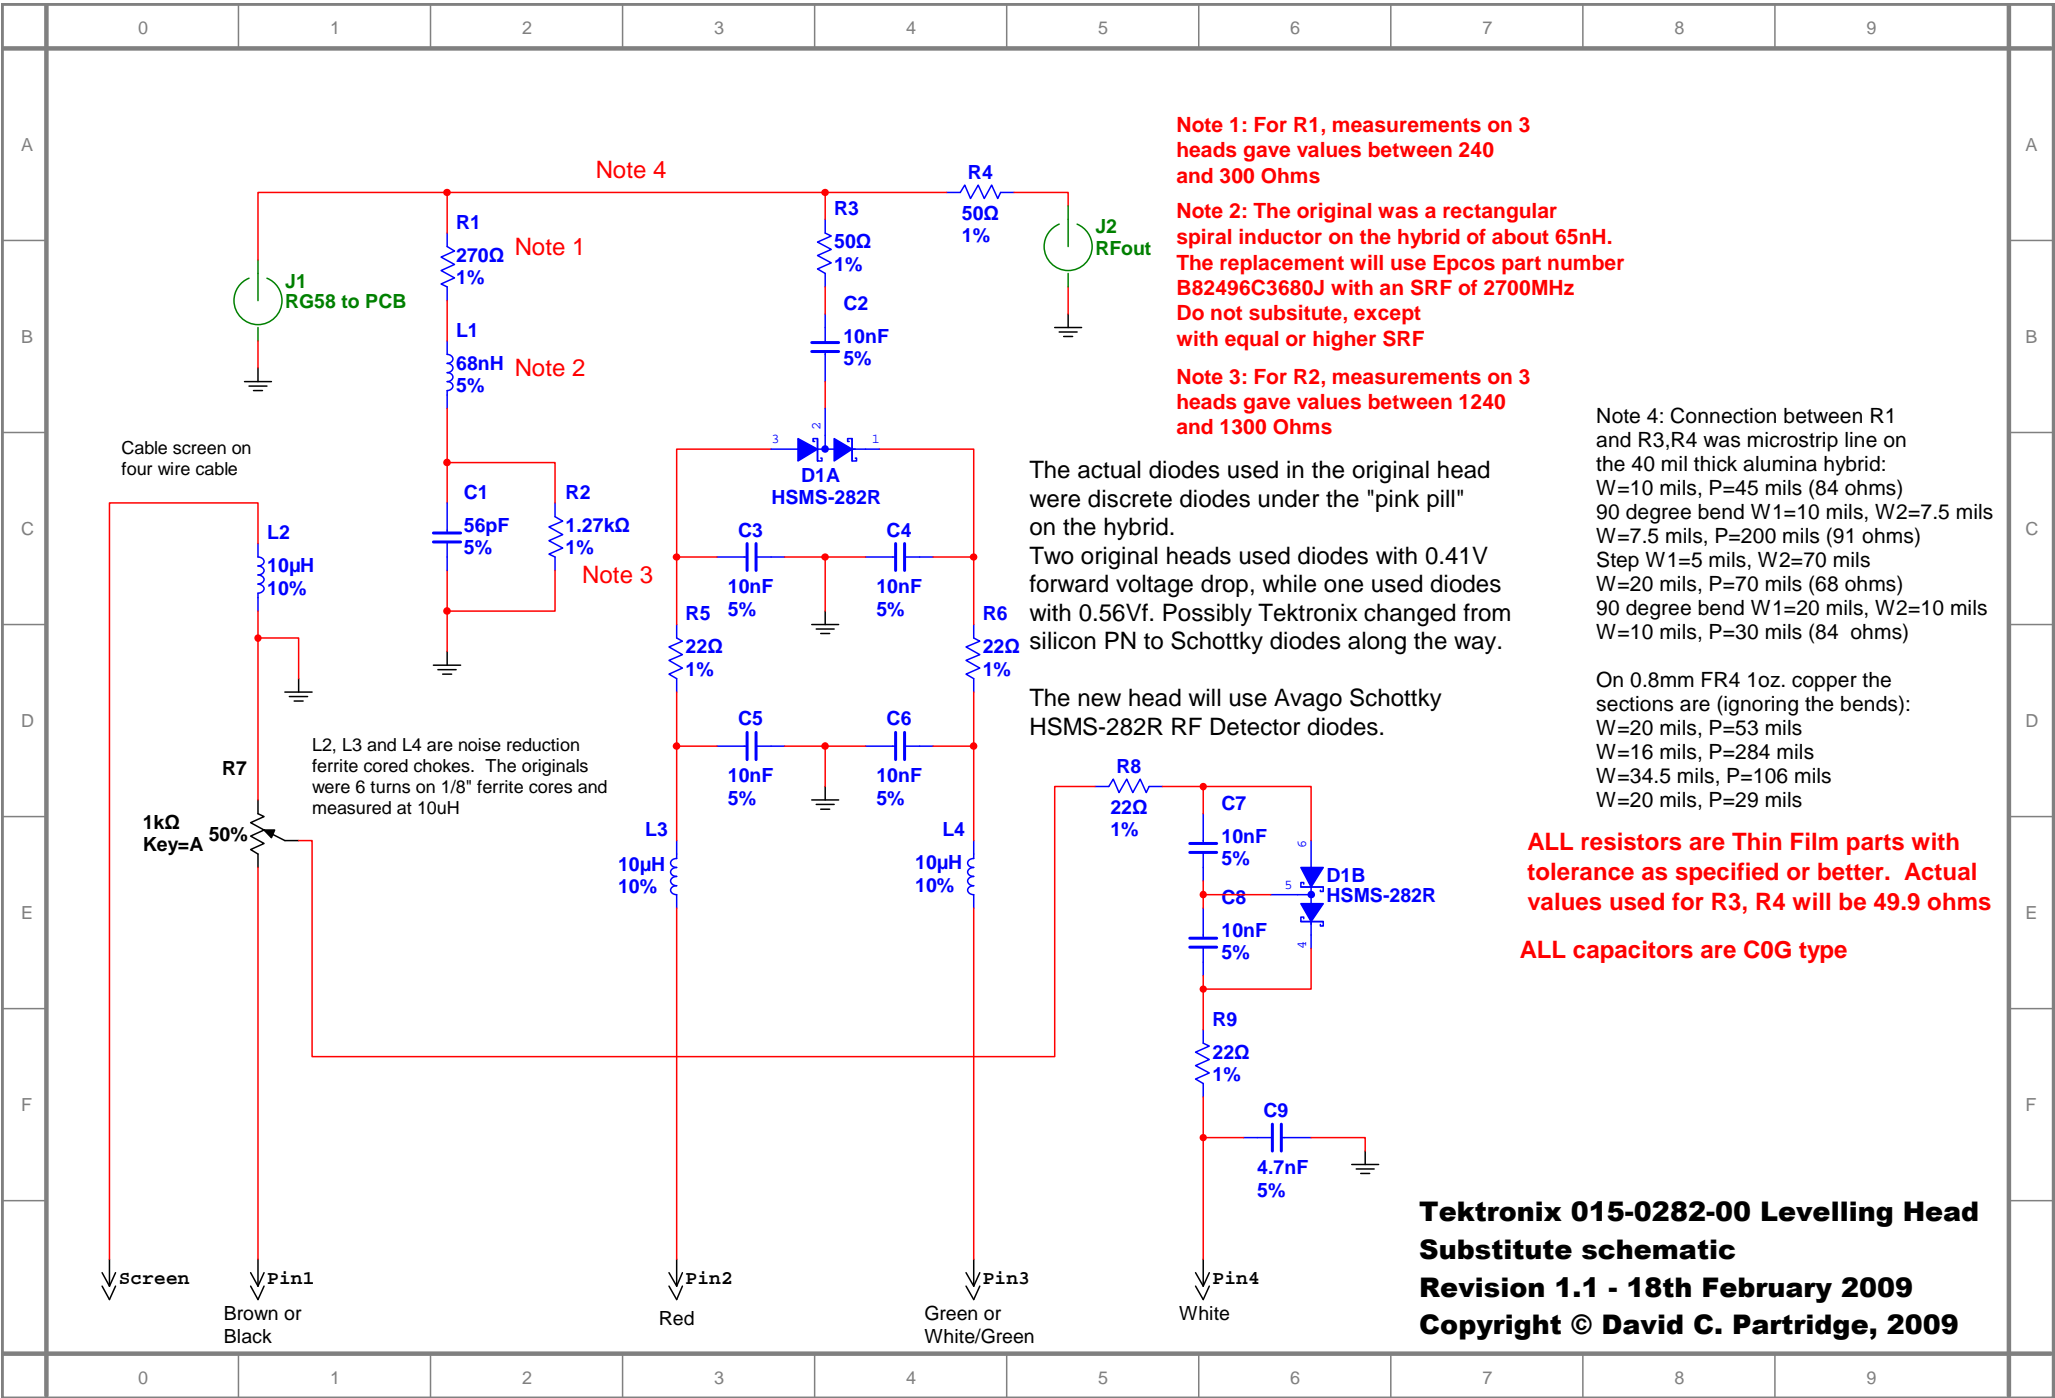 0 1 2 3 4 5 6 7 8 9
A
B
C
D
E
F
A
B
C
D
E
F
0 1 2 3 4 5 6 7 8 9
Note 4
R1
270Ω
1%
Note 1
L1
68nH
5%
Note 2
J1
RG58 to PCB
R3
50Ω
1%
C2
10nF
5%
R4
50Ω
1%
J2
RFout
3
2
1
D1A
HSMS-282R
Cable screen on
four wire cable
L2
10µH
10%
C1
56pF
5%
R2
1.27kΩ
1%
Note 3
C3
10nF
5%
C4
10nF
5%
R5
22Ω
1%
R6
22Ω
1%
C5
10nF
5%
C6
10nF
5%
L2, L3 and L4 are noise reduction
ferrite cored chokes. The originals
were 6 turns on 1/8" ferrite cores and
measured at 10uH
R7
1kΩ
Key=A
50%
L3
10µH
10%
L4
10µH
10%
R8
22Ω
1%
C7
10nF
5%
C8
10nF
5%
6
5
4
D1B
HSMS-282R
R9
22Ω
1%
C9
4.7nF
5%
Screen
Pin1
Brown or
Black
Pin2
Red
Pin3
Green or
White/Green
Pin4
White
Note 1: For R1, measurements on 3
heads gave values between 240
and 300 Ohms
Note 2: The original was a rectangular
spiral inductor on the hybrid of about 65nH.
The replacement will use Epcos part number
B82496C3680J with an SRF of 2700MHz
Do not subsitute, except
with equal or higher SRF
Note 3: For R2, measurements on 3
heads gave values between 1240
and 1300 Ohms
The actual diodes used in the original head
were discrete diodes under the "pink pill"
on the hybrid.
Two original heads used diodes with 0.41V
forward voltage drop, while one used diodes
with 0.56Vf. Possibly Tektronix changed from
silicon PN to Schottky diodes along the way.
The new head will use Avago Schottky
HSMS-282R RF Detector diodes.
Note 4: Connection between R1
and R3,R4 was microstrip line on
the 40 mil thick alumina hybrid:
W=10 mils, P=45 mils (84 ohms)
90 degree bend W1=10 mils, W2=7.5 mils
W=7.5 mils, P=200 mils (91 ohms)
Step W1=5 mils, W2=70 mils
W=20 mils, P=70 mils (68 ohms)
90 degree bend W1=20 mils, W2=10 mils
W=10 mils, P=30 mils (84 ohms)
On 0.8mm FR4 1oz. copper the
sections are (ignoring the bends):
W=20 mils, P=53 mils
W=16 mils, P=284 mils
W=34.5 mils, P=106 mils
W=20 mils, P=29 mils
ALL resistors are Thin Film parts with
tolerance as specified or better. Actual
values used for R3, R4 will be 49.9 ohms
ALL capacitors are C0G type
Tektronix 015-0282-00 Levelling Head
Substitute schematic
Revision 1.1 - 18th February 2009
Copyright © David C. Partridge, 2009